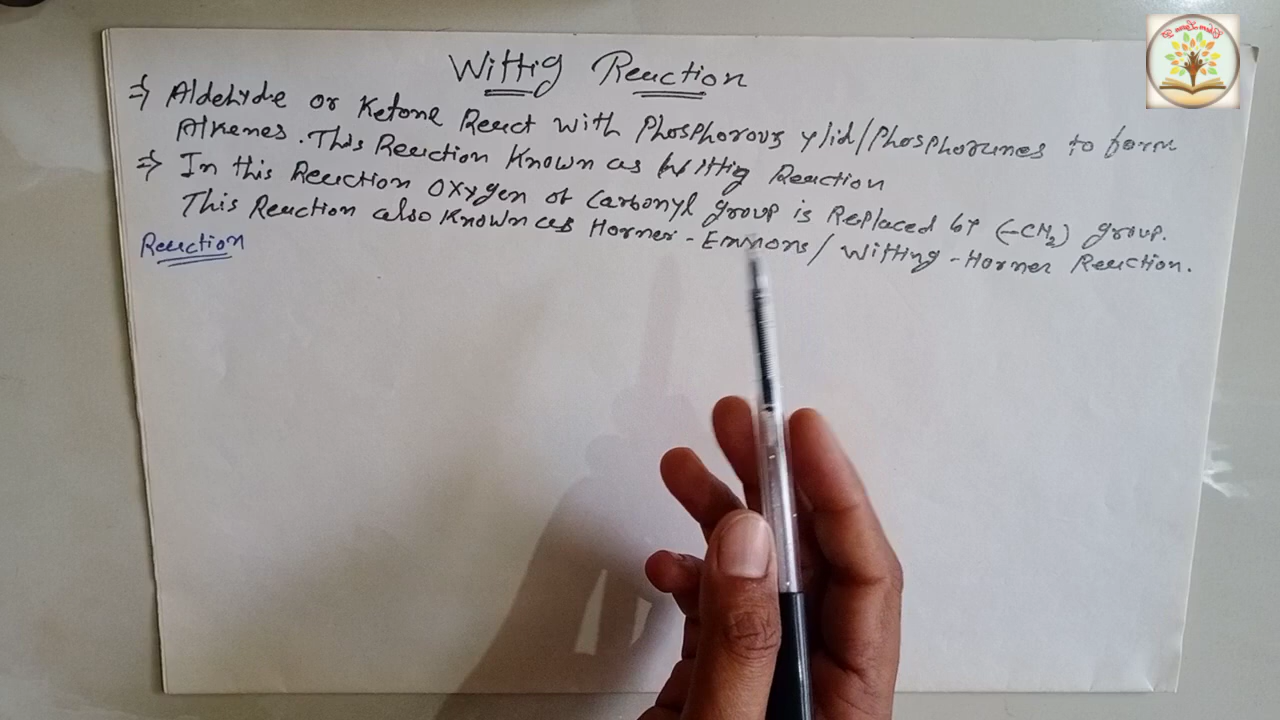 Wittig Reaction
⇒ Aldehyde or Ketone React with Phosphorous ylid/Phosphoranes to form
Alkenes. This Reaction Known as Wittig Reaction
⇒ In this Reaction Oxygen of Carbonyl group is Replaced by (=CH₂) group.
This Reaction also Known as Horner-Emmons/Witting-Horner Reaction.
Reaction